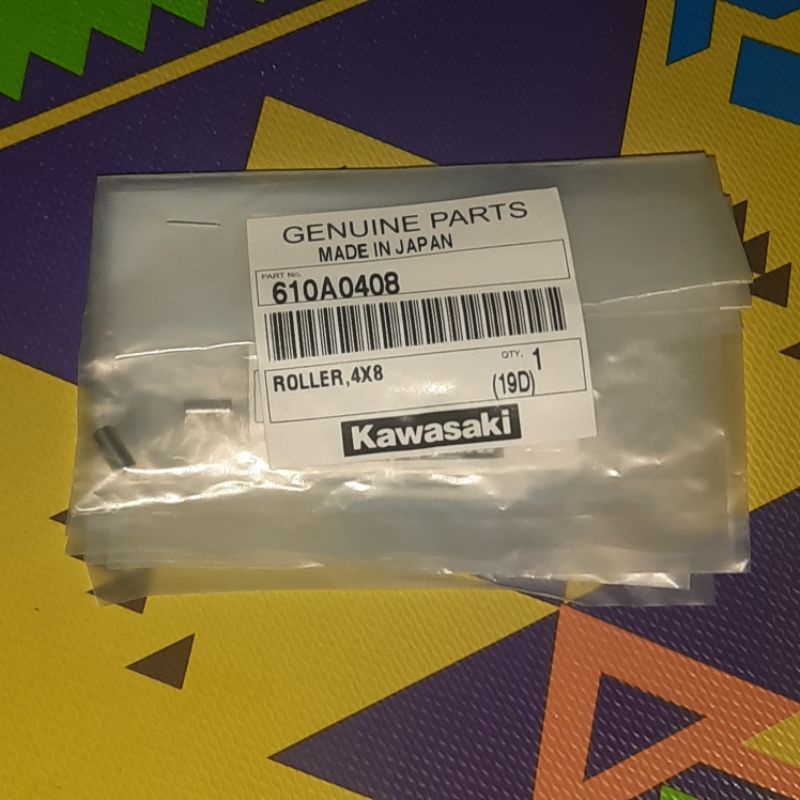 GENUINE PARTS
MADE IN JAPAN
PART No.
610A0408
QTY. 1
ROLLER,4X8
(19D)
Kawasaki